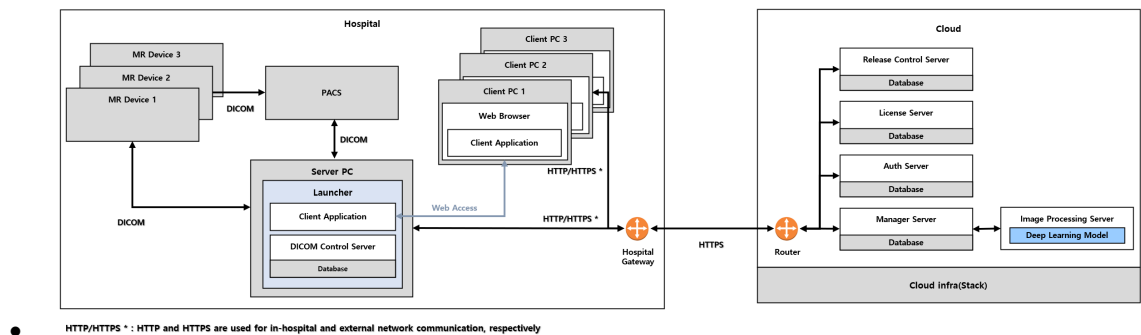 Hospital
MR Device 3
MR Device 2
MR Device 1
DICOM
PACS
DICOM
DICOM
Client PC 3
Client PC 2
Client PC 1
Web Browser
Client Application
HTTP/HTTPS *
Server PC
Launcher
Client Application
DICOM Control Server
Database
Web Access
HTTP/HTTPS *
Hospital
Gateway
HTTPS
Cloud
Router
Release Control Server
Database
License Server
Database
Auth Server
Database
Manager Server
Database
Image Processing Server
Deep Learning Model
Cloud infra(Stack)
HTTP/HTTPS * : HTTP and HTTPS are used for in-hospital and external network communication, respectively